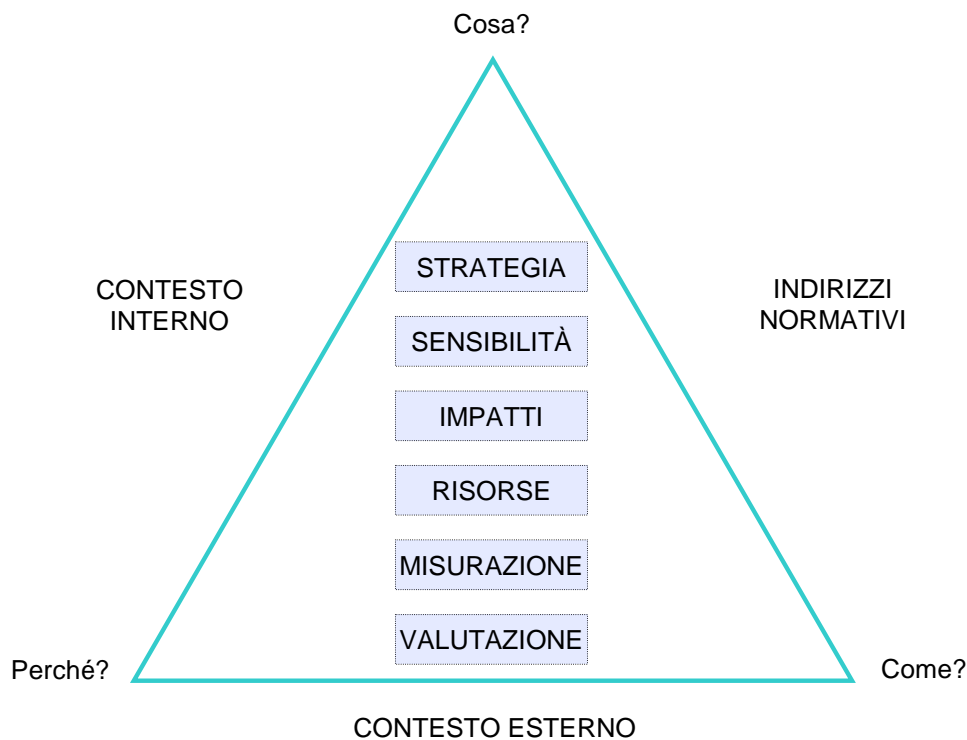 Cosa?
STRATEGIA
CONTESTO
INTERNO
INDIRIZZI
NORMATIVI
SENSIBILITÀ
IMPATTI
RISORSE
MISURAZIONE
VALUTAZIONE
Perché?
Come?
CONTESTO ESTERNO